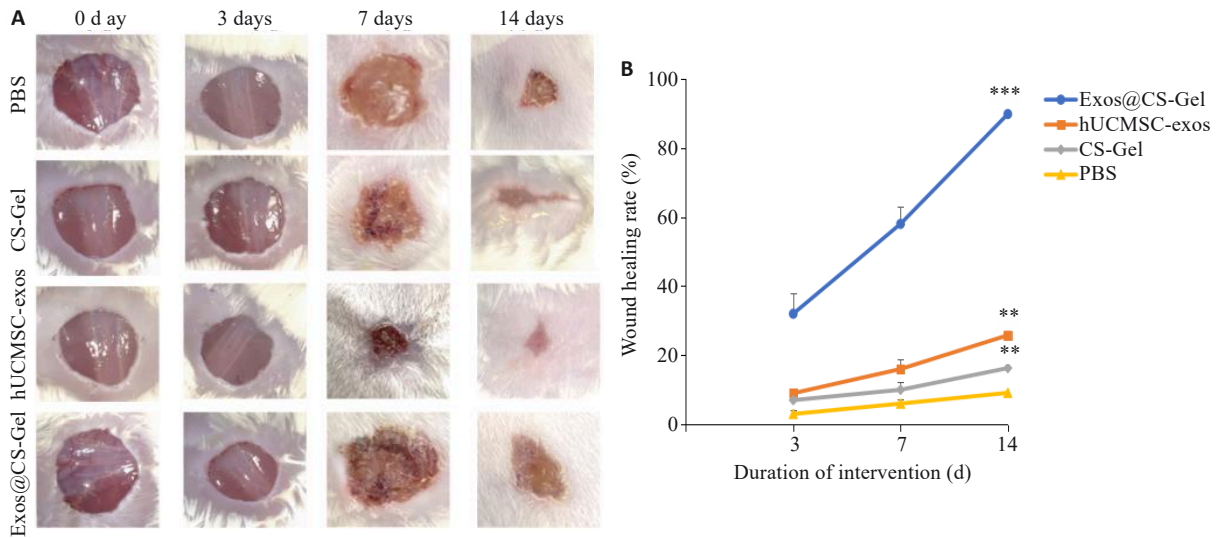 A
0 d ay 3 days 7 days 14 days
PBS
CS-Gel
hUCMSC-exos
Exos@CS-Gel
B
100
80
60
40
20
0
Wound healing rate (%)
***
**
**
3 7 14
Duration of intervention (d)
Exos@CS-Gel
hUCMSC-exos
CS-Gel
PBS